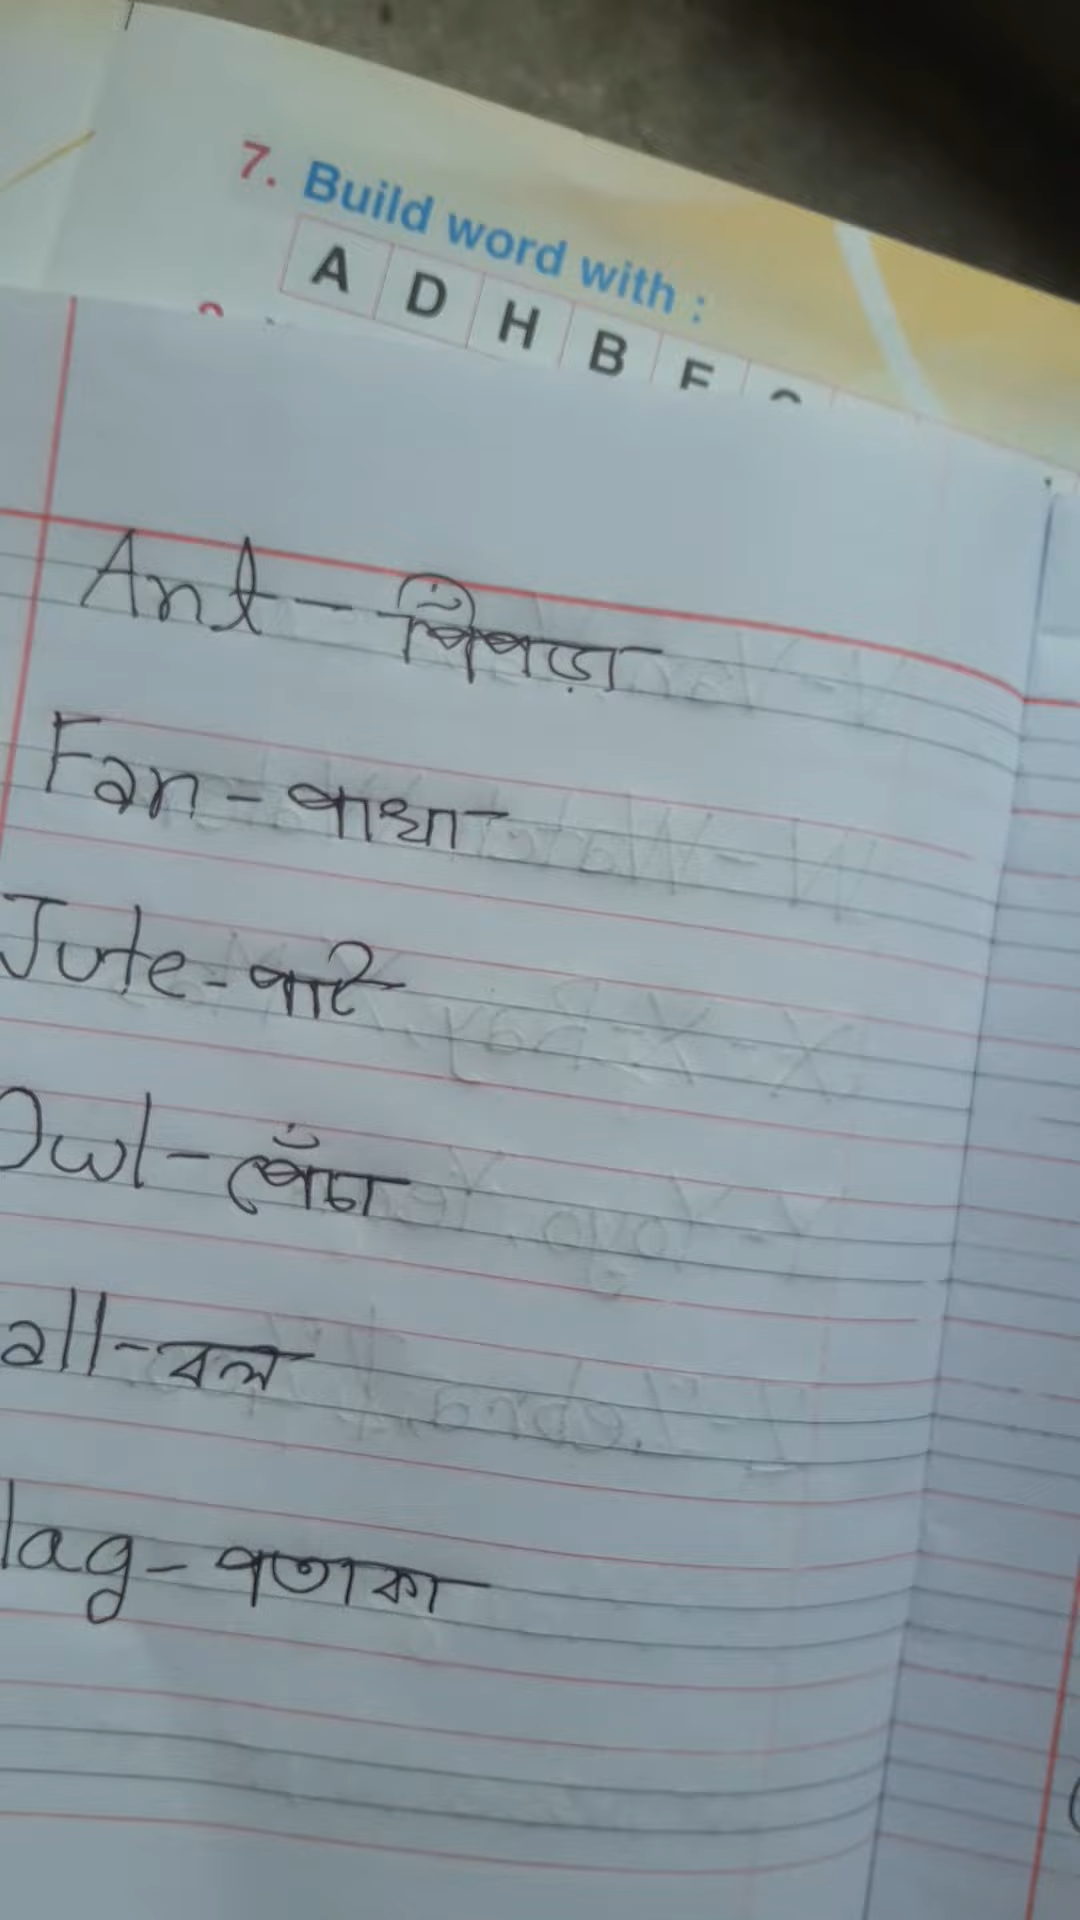 7. Build word with :
A D H B E
Ant - পিঁপড়া
Fan - পাখা
Jute - পাট
Owl - পেঁচা
all - বল
lag - পতাকা